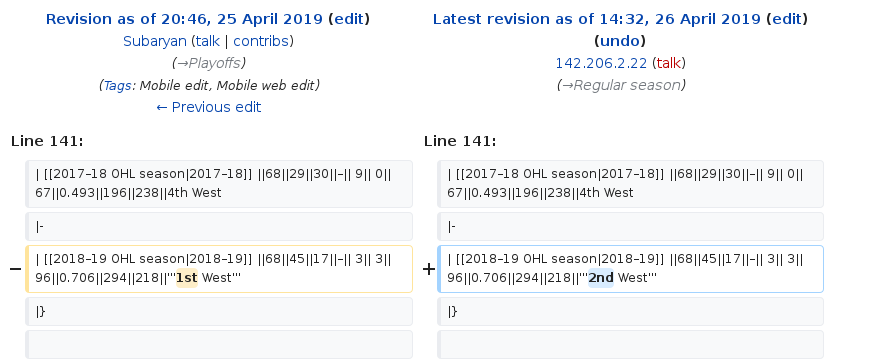 Revision as of 20:46, 25 April 2019 (edit)
Subaryan (talk | contribs)
(→Playoffs)
(Tags: Mobile edit, Mobile web edit)
← Previous edit
Latest revision as of 14:32, 26 April 2019 (edit)
(undo)
142.206.2.22 (talk)
(→Regular season)
Line 141:
Line 141:
| [[2017–18 OHL season|2017–18]] ||68||29||30||–|| 9|| 0||
67||0.493||196||238||4th West
| [[2017–18 OHL season|2017–18]] ||68||29||30||–|| 9|| 0||
67||0.493||196||238||4th West
|-
|-
− | [[2018–19 OHL season|2018–19]] ||68||45||17||–|| 3|| 3||
96||0.706||294||218||'''1st West'''
+ | [[2018–19 OHL season|2018–19]] ||68||45||17||–|| 3|| 3||
96||0.706||294||218||'''2nd West'''
|}
|}